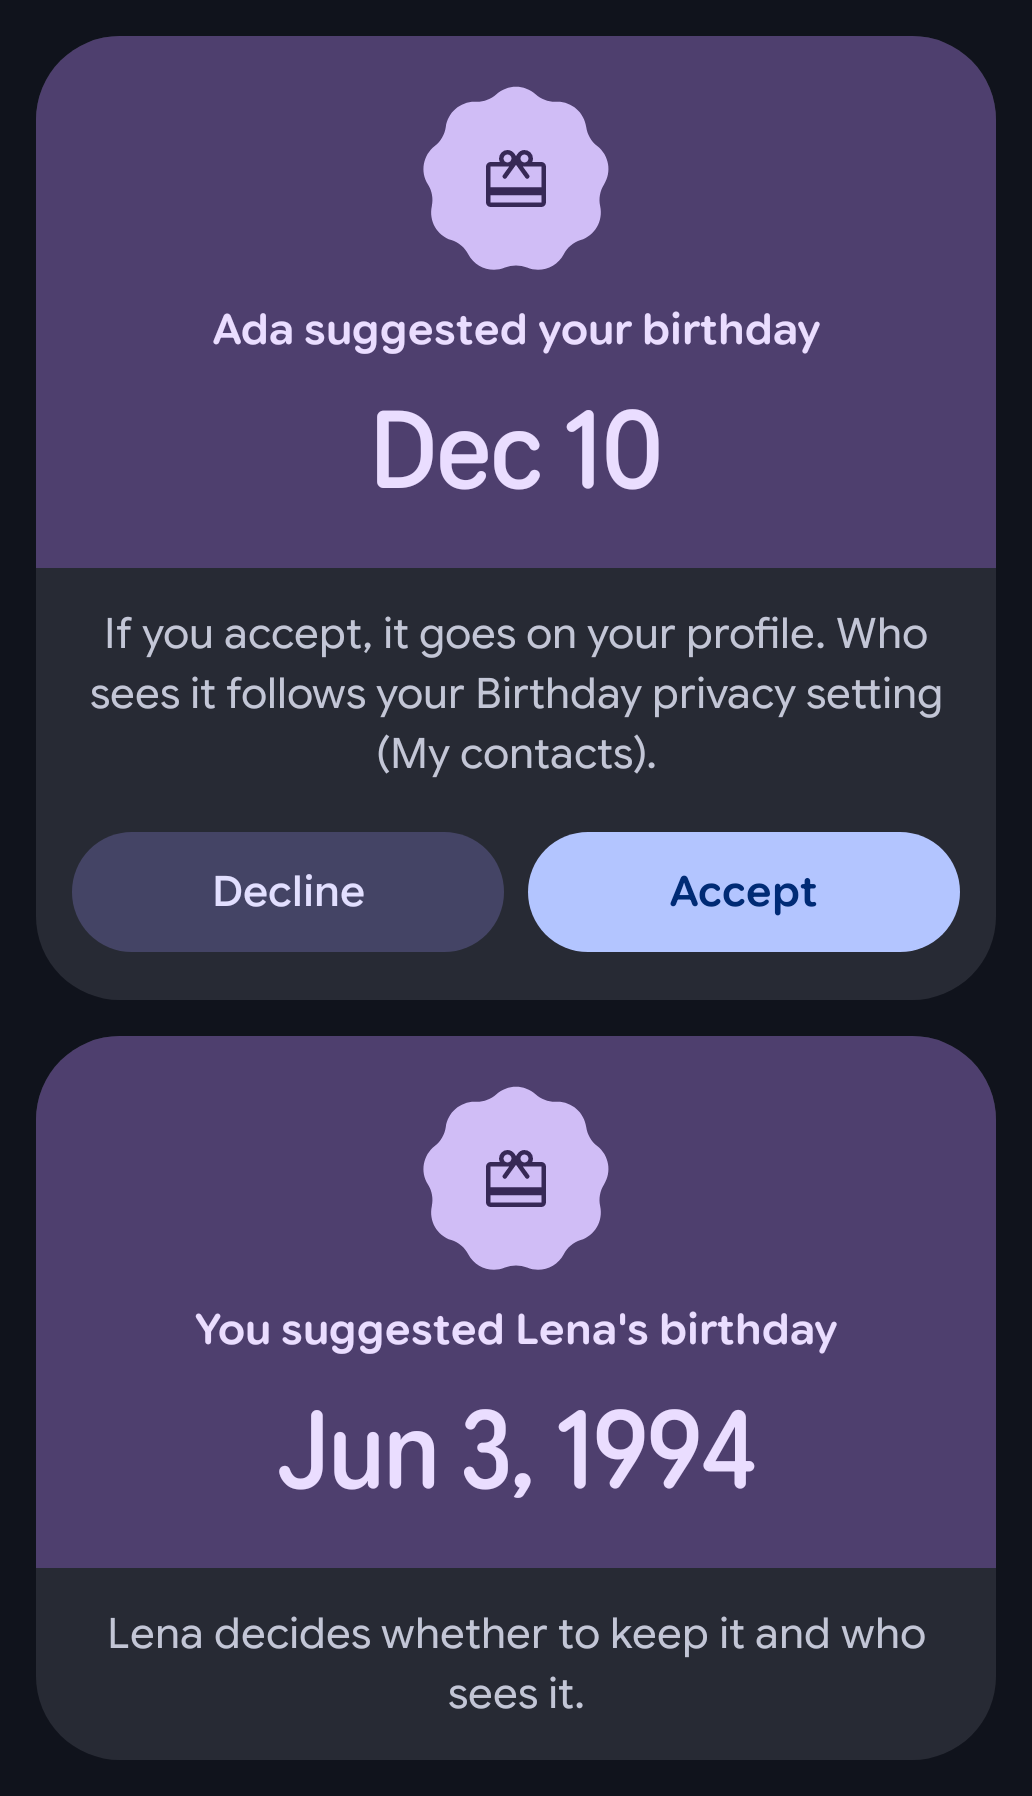 Ada suggested your birthday
Dec 10
If you accept, it goes on your profile. Who
sees it follows your Birthday privacy setting
(My contacts).
Decline
Accept
You suggested Lena's birthday
Jun 3, 1994
Lena decides whether to keep it and who
sees it.